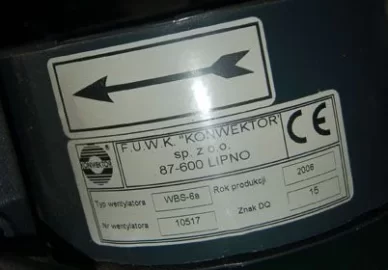 F.U.W.K. "KONWEKTOR"
sp. z o.o.
87-600 LIPNO
CE
KONWEKTOR
Typ wentylatora WBS-6a Rok produkcji 2006
Nr wentylatora 10517 Znak DQ 15